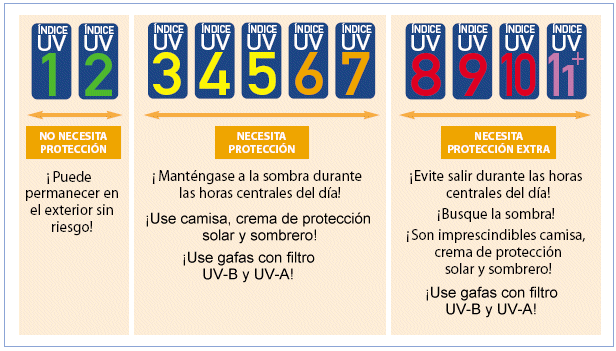 ÍNDICE UV 1
ÍNDICE UV 2
ÍNDICE UV 3
ÍNDICE UV 4
ÍNDICE UV 5
ÍNDICE UV 6
ÍNDICE UV 7
ÍNDICE UV 8
ÍNDICE UV 9
ÍNDICE UV 10
ÍNDICE UV 11+
NO NECESITA
PROTECCIÓN
¡Puede
permanecer en
el exterior sin
riesgo!
NECESITA
PROTECCIÓN
¡Manténgase a la sombra durante
las horas centrales del día!
¡Use camisa, crema de protección
solar y sombrero!
¡Use gafas con filtro
UV-B y UV-A!
NECESITA
PROTECCIÓN EXTRA
¡Evite salir durante las horas
centrales del día!
¡Busque la sombra!
¡Son imprescindibles camisa,
crema de protección
solar y sombrero!
¡Use gafas con filtro
UV-B y UV-A!